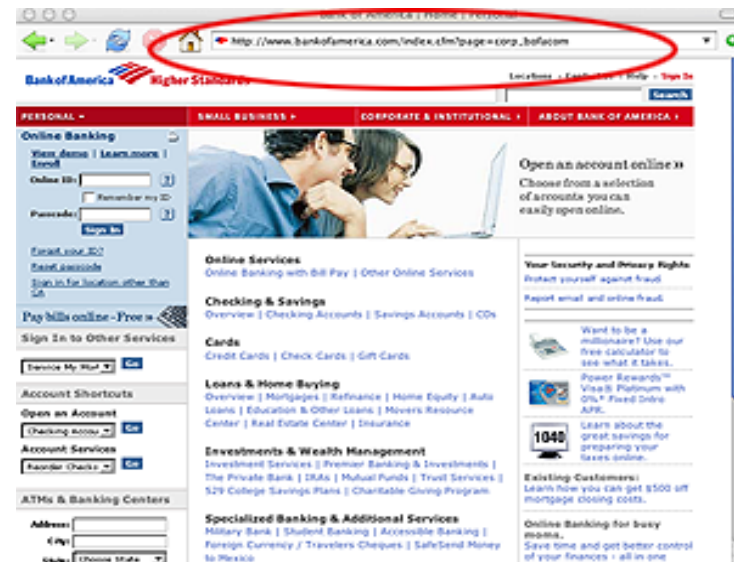 Bank of America | Home | Personal
http://www.bankofamerica.com/index.cfm?page=corp_bofacom
Bank of America Higher Standards
Locations · Help · Sign In
Search
PERSONAL
SMALL BUSINESS
CORPORATE & INSTITUTIONAL
ABOUT BANK OF AMERICA
Online Banking
View demo | Learn more |
Enroll
Online ID: ?
Remember my ID
Passcode: ?
Sign In
Forgot your ID?
Reset passcode
Sign in for location other than
CA
Pay bills online - Free »
Sign In to Other Services
Service My Mort Go
Account Shortcuts
Open an Account
Checking Accou Go
Account Services
Reorder Checks Go
ATMs & Banking Centers
Address:
City:
State: Choose State
Open an account online »
Choose from a selection
of accounts you can
easily open online.
Online Services
Online Banking with Bill Pay | Other Online Services
Checking & Savings
Overview | Checking Accounts | Savings Accounts | CDs
Cards
Credit Cards | Check Cards | Gift Cards
Loans & Home Buying
Overview | Mortgages | Refinance | Home Equity | Auto
Loans | Education & Other Loans | Movers Resource
Center | Real Estate Center | Insurance
Investments & Wealth Management
Investment Services | Premier Banking & Investments |
The Private Bank | IRAs | Mutual Funds | Trust Services |
529 College Savings Plans | Charitable Giving Program
Specialized Banking & Additional Services
Military Bank | Student Banking | Accessible Banking |
Foreign Currency / Travelers Cheques | SafeSend Money
to Mexico
Your Security and Privacy Rights
Protect yourself against fraud
Report email and online fraud
Want to be a
millionaire? Use our
free calculator to
see what it takes.
Power Rewards™
Visa® Platinum with
0%* Fixed Intro
APR.
1040
Learn about the
great savings for
preparing your
taxes online.
Existing Customers:
Learn how you can get $500 off
mortgage closing costs.
Online Banking for busy
moms.
Save time and get better control
of your finances - all in one